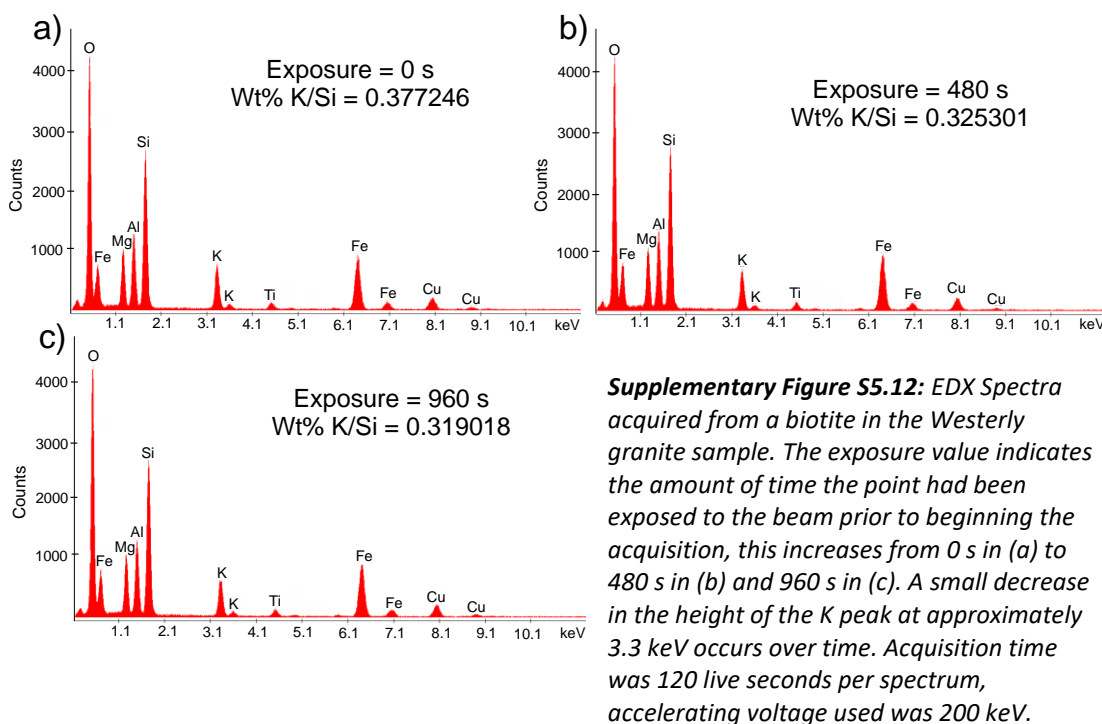 a)
O
4000
3000
2000
1000
Counts
Exposure = 0 s
Wt% K/Si = 0.377246
Si
Al
Mg
Fe
K
K
Ti
Fe
Fe
Cu
Cu
1.1 2.1 3.1 4.1 5.1 6.1 7.1 8.1 9.1 10.1 keV
b)
O
4000
3000
2000
1000
Counts
Exposure = 480 s
Wt% K/Si = 0.325301
Si
Al
Mg
Fe
K
K
Ti
Fe
Fe
Cu
Cu
1.1 2.1 3.1 4.1 5.1 6.1 7.1 8.1 9.1 10.1 keV
c)
O
4000
3000
2000
1000
Counts
Exposure = 960 s
Wt% K/Si = 0.319018
Si
Al
Mg
Fe
K
K
Ti
Fe
Fe
Cu
Cu
1.1 2.1 3.1 4.1 5.1 6.1 7.1 8.1 9.1 10.1 keV
Supplementary Figure S5.12: EDX Spectra
acquired from a biotite in the Westerly
granite sample. The exposure value indicates
the amount of time the point had been
exposed to the beam prior to beginning the
acquisition, this increases from 0 s in (a) to
480 s in (b) and 960 s in (c). A small decrease
in the height of the K peak at approximately
3.3 keV occurs over time. Acquisition time
was 120 live seconds per spectrum,
accelerating voltage used was 200 keV.